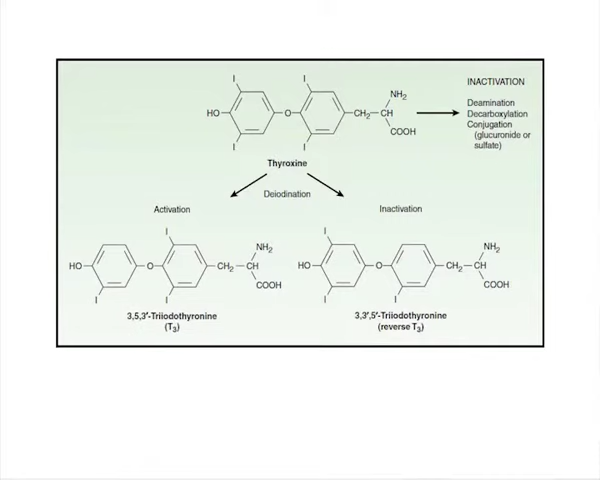 I
I
NH2
INACTIVATION
HO
O
CH2
CH
Deamination
Decarboxylation
Conjugation
(glucuronide or
sulfate)
COOH
I
I
Thyroxine
Deiodination
Activation
Inactivation
I
NH2
HO
O
CH2
CH
COOH
I
I
3,5,3′-Triiodothyronine
(T3)
I
NH2
HO
O
CH2
CH
COOH
I
I
3,3′,5′-Triiodothyronine
(reverse T3)